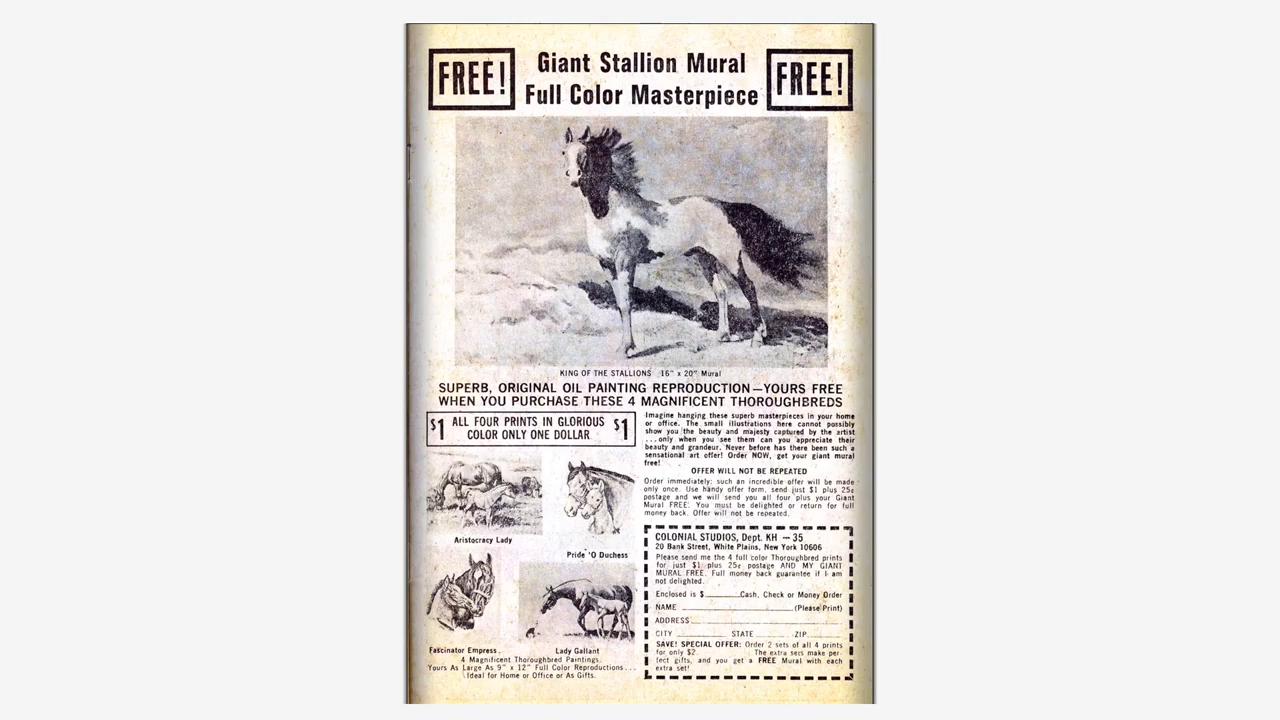 FREE!
Giant Stallion Mural
Full Color Masterpiece
FREE!
KING OF THE STALLIONS 16" x 20" Mural
SUPERB, ORIGINAL OIL PAINTING REPRODUCTION—YOURS FREE
WHEN YOU PURCHASE THESE 4 MAGNIFICENT THOROUGHBREDS
$1 ALL FOUR PRINTS IN GLORIOUS $1
COLOR ONLY ONE DOLLAR
Aristocracy Lady
Pride 'O Duchess
Fascinator Empress.
Lady Gallant
4 Magnificent Thoroughbred Paintings.
Yours As Large As 9" x 12" Full Color Reproductions...
Ideal for Home or Office or As Gifts.
Imagine hanging these superb masterpieces in your home
or office. The small illustrations here cannot possibly
show you the beauty and majesty captured by the artist
...only when you see them can you appreciate their
beauty and grandeur. Never before has there been such a
sensational art offer! Order NOW, get your giant mural
free!
OFFER WILL NOT BE REPEATED
Order immediately: such an incredible offer will be made
only once. Use handy offer form, send just $1 plus 25¢
postage and we will send you all four plus your Giant
Mural FREE. You must be delighted or return for full
money back. Offer will not be repeated.
COLONIAL STUDIOS, Dept. KH — 35
20 Bank Street, White Plains, New York 10606
Please send me the 4 full color Thoroughbred prints
for just $1 plus 25¢ postage AND MY GIANT
MURAL FREE. Full money back guarantee if I am
not delighted.
Enclosed is $ Cash, Check or Money Order
NAME (Please Print)
ADDRESS
CITY STATE ZIP
SAVE! SPECIAL OFFER: Order 2 sets of all 4 prints
for only $2. The extra sets make per-
fect gifts, and you get a FREE Mural with each
extra set!